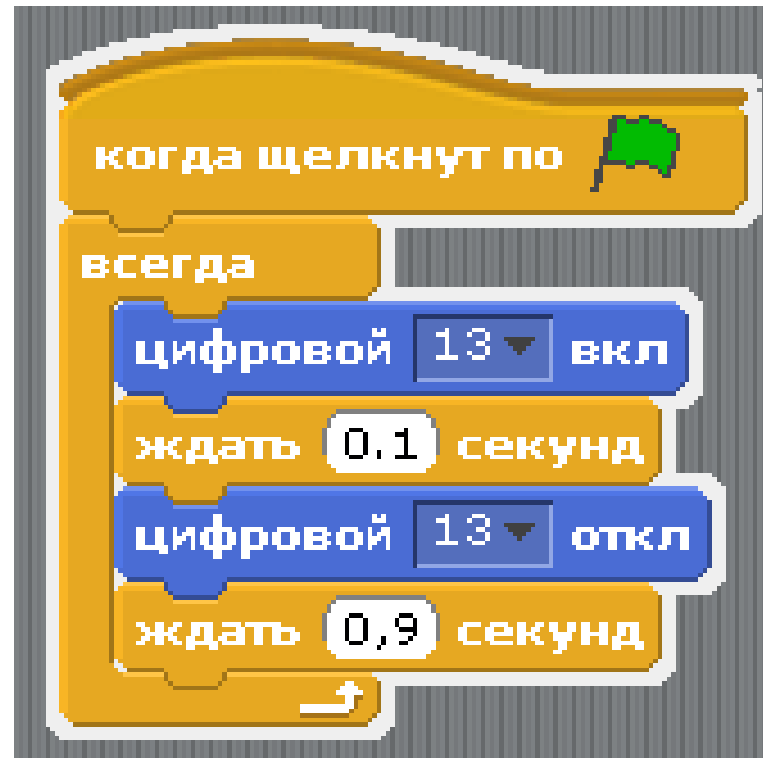 когда щелкнут по
всегда
цифровой 13 вкл
ждать 0.1 секунд
цифровой 13 откл
ждать 0,9 секунд